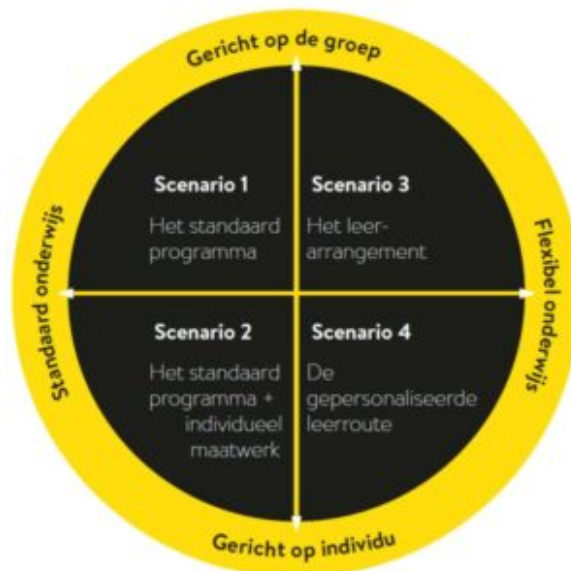 Gericht op de groep
Standaard onderwijs
Flexibel onderwijs
Scenario 1
Het standaard
programma
Scenario 3
Het leer-
arrangement
Scenario 2
Het standaard
programma +
individueel
maatwerk
Scenario 4
De
gepersonaliseerde
leerroute
Gericht op individu